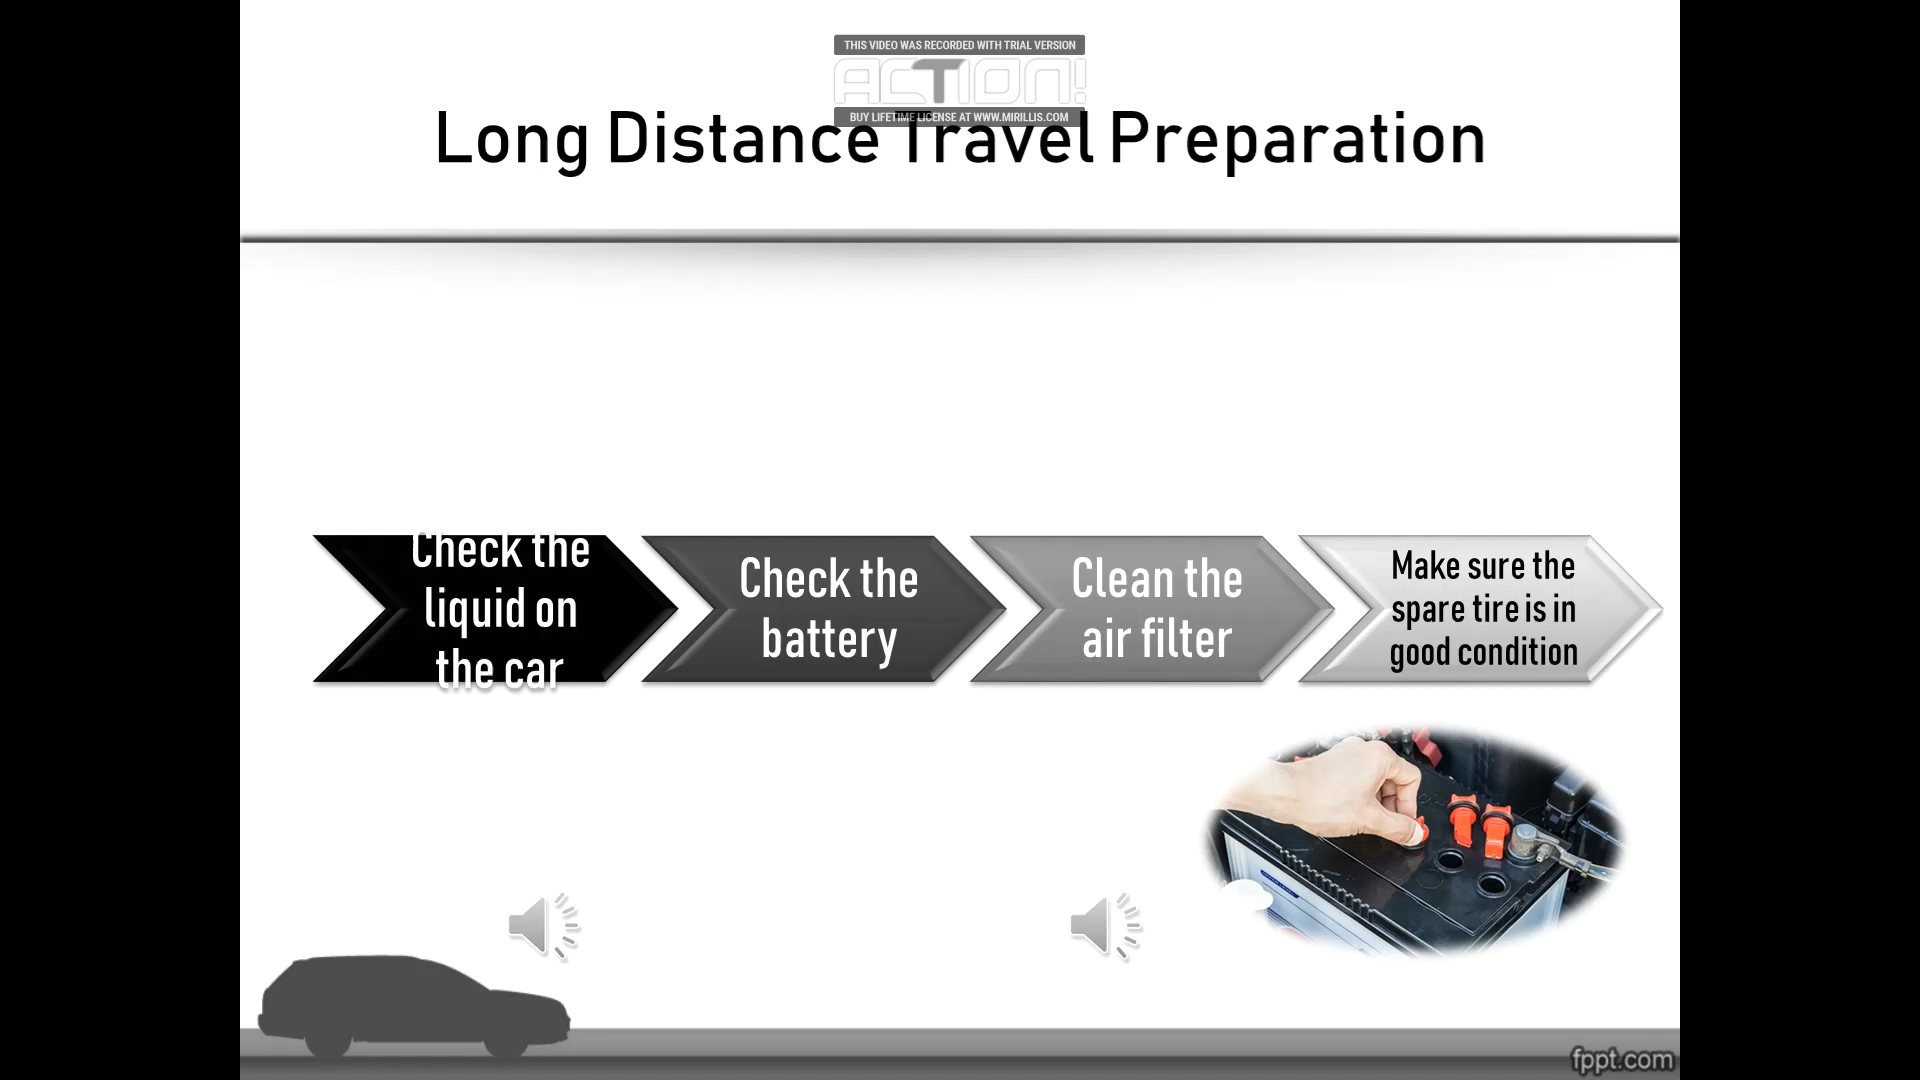 THIS VIDEO WAS RECORDED WITH TRIAL VERSION
ACTION!
BUY LIFETIME LICENSE AT WWW.MIRILLIS.COM
Long Distance Travel Preparation
Check the
liquid on
the car
Check the
battery
Clean the
air filter
Make sure the
spare tire is in
good condition
fppt.com